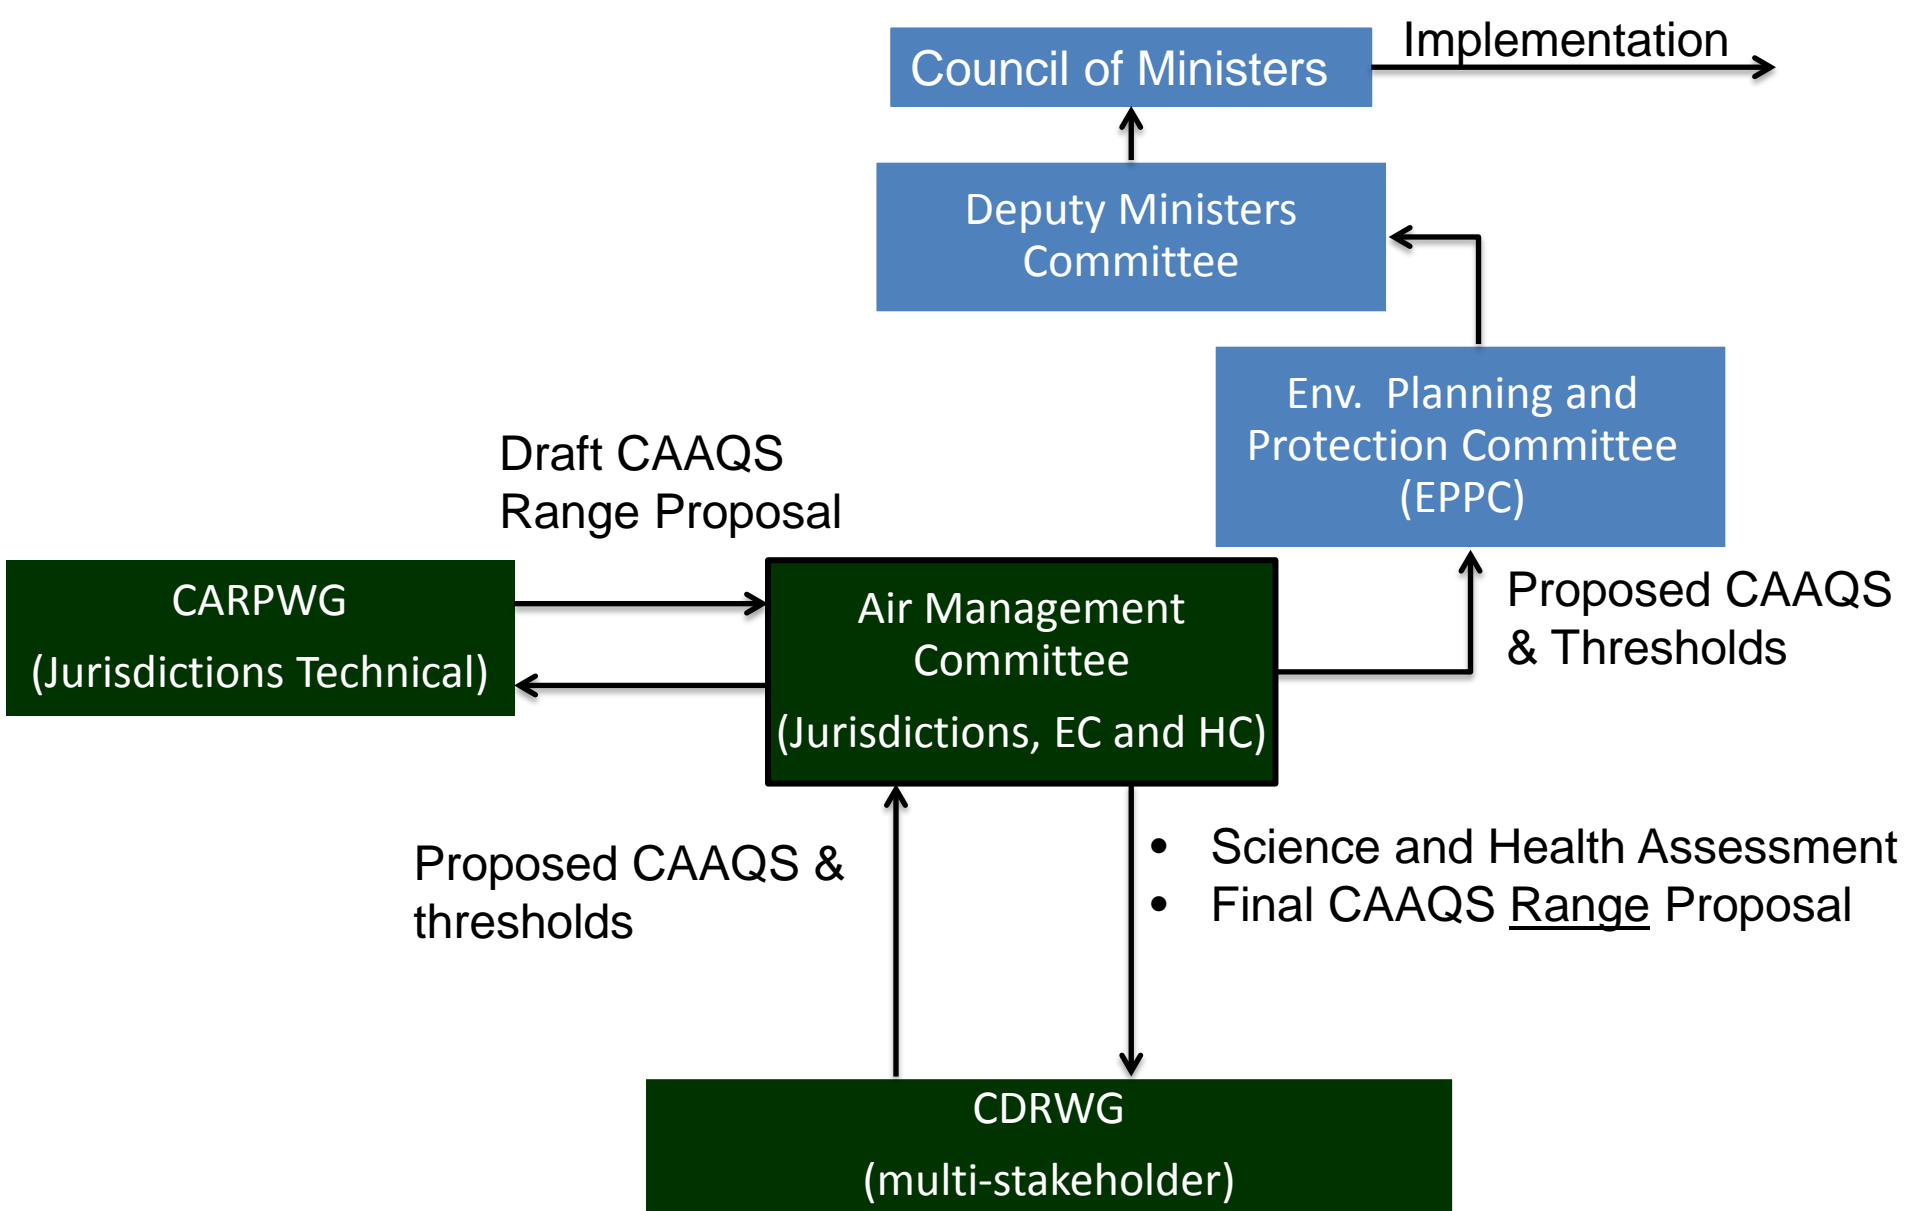 Implementation
Council of Ministers
Deputy Ministers
Committee
Env. Planning and
Protection Committee
(EPPC)
Draft CAAQS
Range Proposal
CARPWG
(Jurisdictions Technical)
Air Management
Committee
(Jurisdictions, EC and HC)
Proposed CAAQS
& Thresholds
Proposed CAAQS &
thresholds
• Science and Health Assessment
• Final CAAQS Range Proposal
CDRWG
(multi-stakeholder)